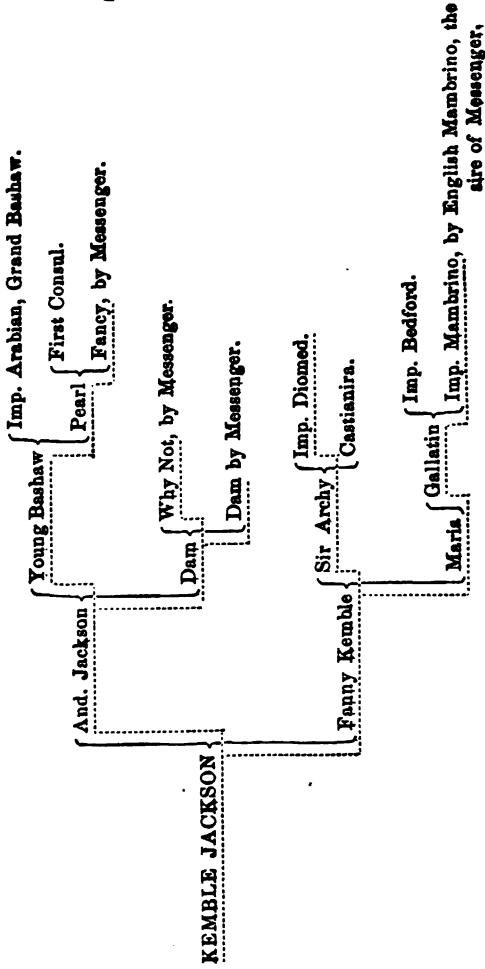 KEMBLE JACKSON
And. Jackson
Young Bashaw
Imp. Arabian, Grand Bashaw.
Pearl
First Consul.
Fancy, by Messenger.
Dam
Why Not, by Messenger.
Dam by Messenger.
Fanny Kemble
Sir Archy
Imp. Diomed.
Castianira.
Maria
Gallatin
Imp. Bedford.
Imp. Mambrino, by English Mambrino, the
sire of Messenger,